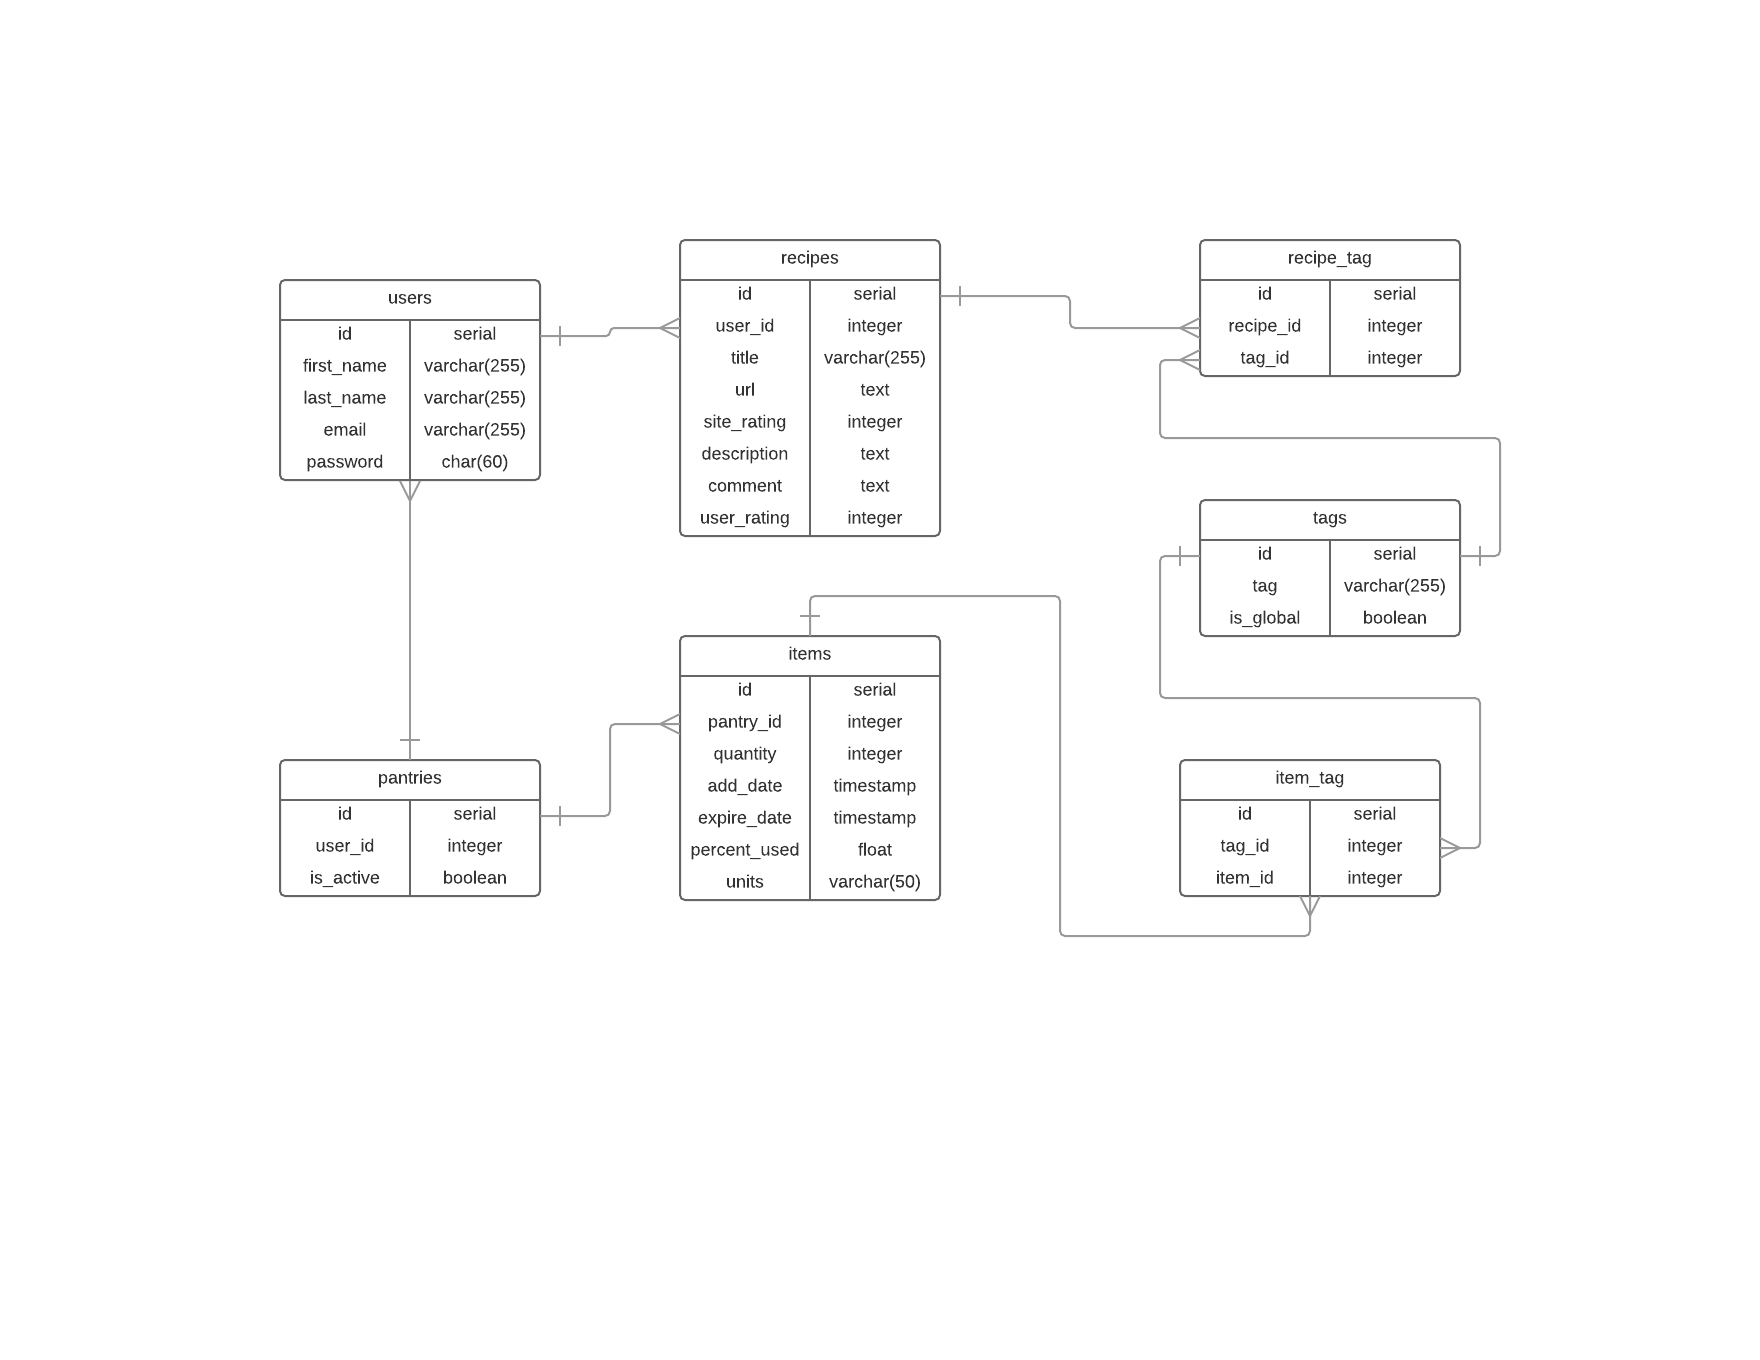 users
id serial
first_name varchar(255)
last_name varchar(255)
email varchar(255)
password char(60)
recipes
id serial
user_id integer
title varchar(255)
url text
site_rating integer
description text
comment text
user_rating integer
recipe_tag
id serial
recipe_id integer
tag_id integer
tags
id serial
tag varchar(255)
is_global boolean
pantries
id serial
user_id integer
is_active boolean
items
id serial
pantry_id integer
quantity integer
add_date timestamp
expire_date timestamp
percent_used float
units varchar(50)
item_tag
id serial
tag_id integer
item_id integer